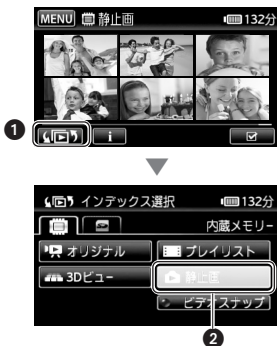 MENU 静止画 132分
❶
i
インデックス選択 132分
内蔵メモリー
オリジナル プレイリスト
3Dビュー 静止画
ビデオスナップ
❷